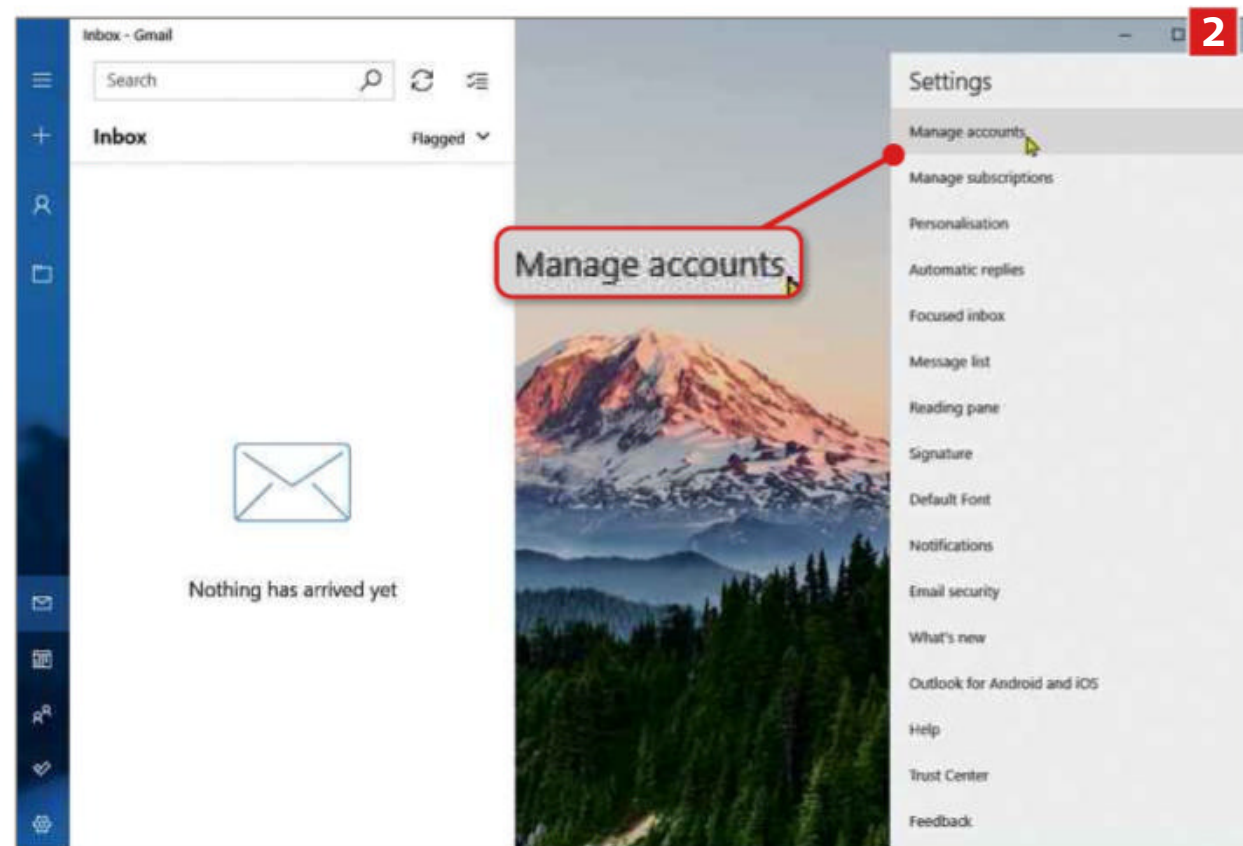 Inbox - Gmail
2
Search
Inbox
Flagged
Nothing has arrived yet
Manage accounts
Settings
Manage accounts
Manage subscriptions
Personalisation
Automatic replies
Focused inbox
Message list
Reading pane
Signature
Default Font
Notifications
Email security
What's new
Outlook for Android and iOS
Help
Trust Center
Feedback